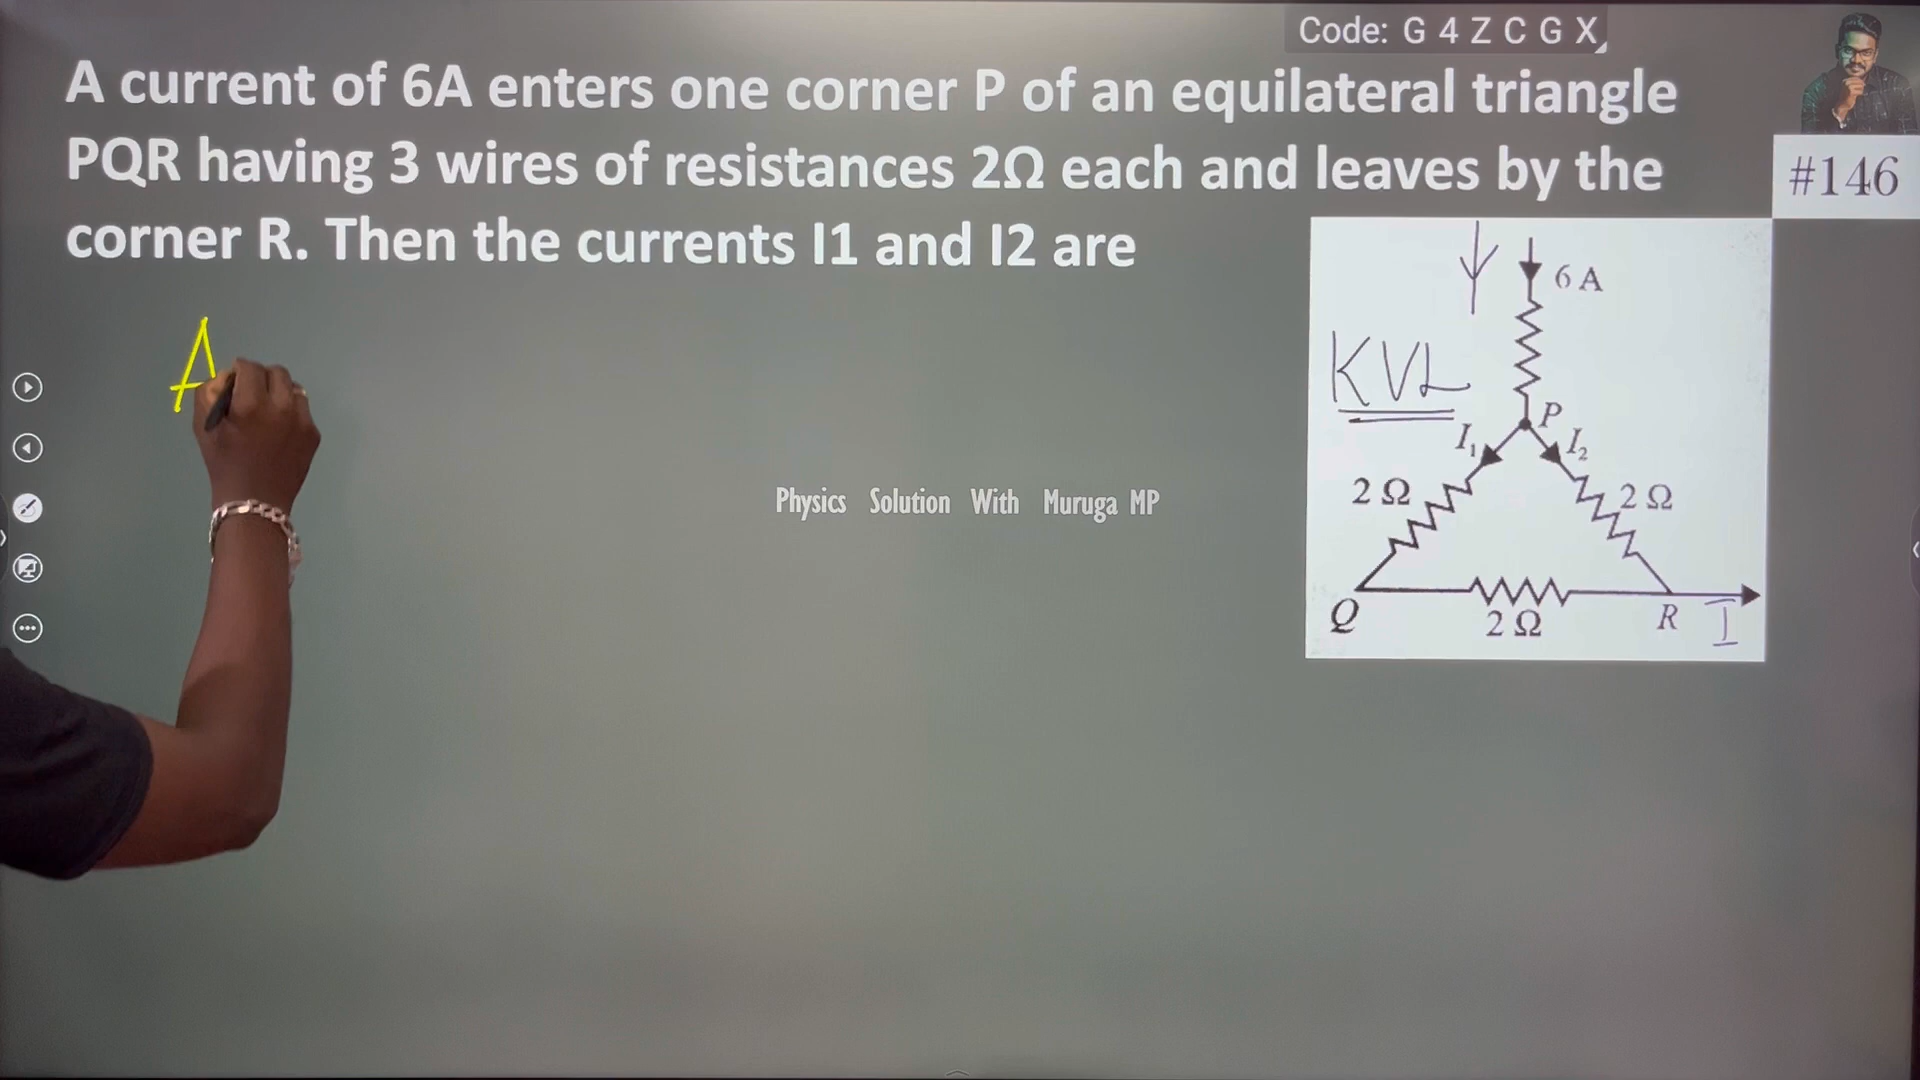 Code: G 4 Z C G X
A current of 6A enters one corner P of an equilateral triangle
PQR having 3 wires of resistances 2Ω each and leaves by the
corner R. Then the currents I1 and I2 are
#146
6 A
KVL
P
I₁
I₂
2 Ω
2 Ω
Q
2 Ω
R
I
A
Physics Solution With Muruga MP